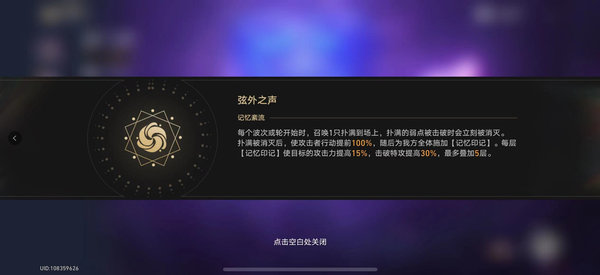 弦外之声
记忆紊流
每个波次或轮开始时，召唤1只扑满到场上，扑满的弱点被击破时会立刻被消灭。
扑满被消灭后，使攻击者行动提前100%，随后为我方全体施加【记忆印记】。每层
【记忆印记】使目标的攻击力提高15%，击破特攻提高30%，最多叠加5层。
点击空白处关闭
UID:108359626